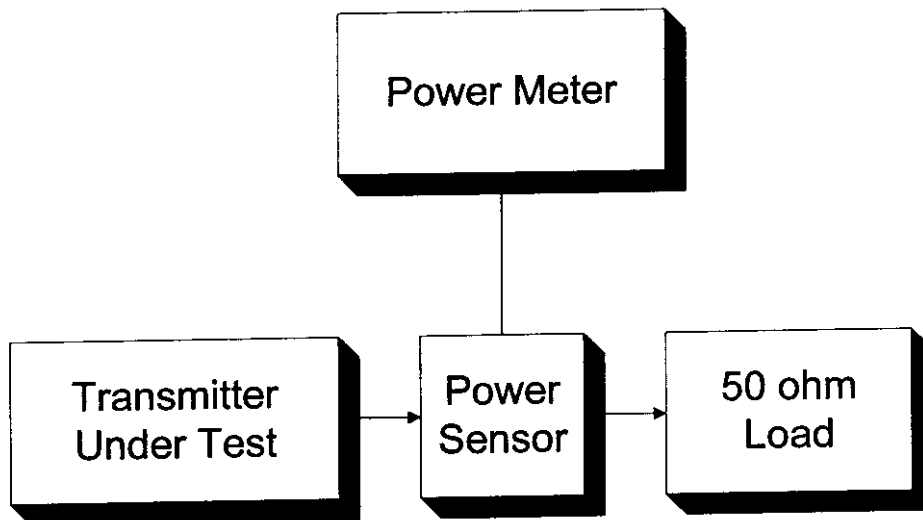 Power Meter
Transmitter
Under Test
Power
Sensor
50 ohm
Load